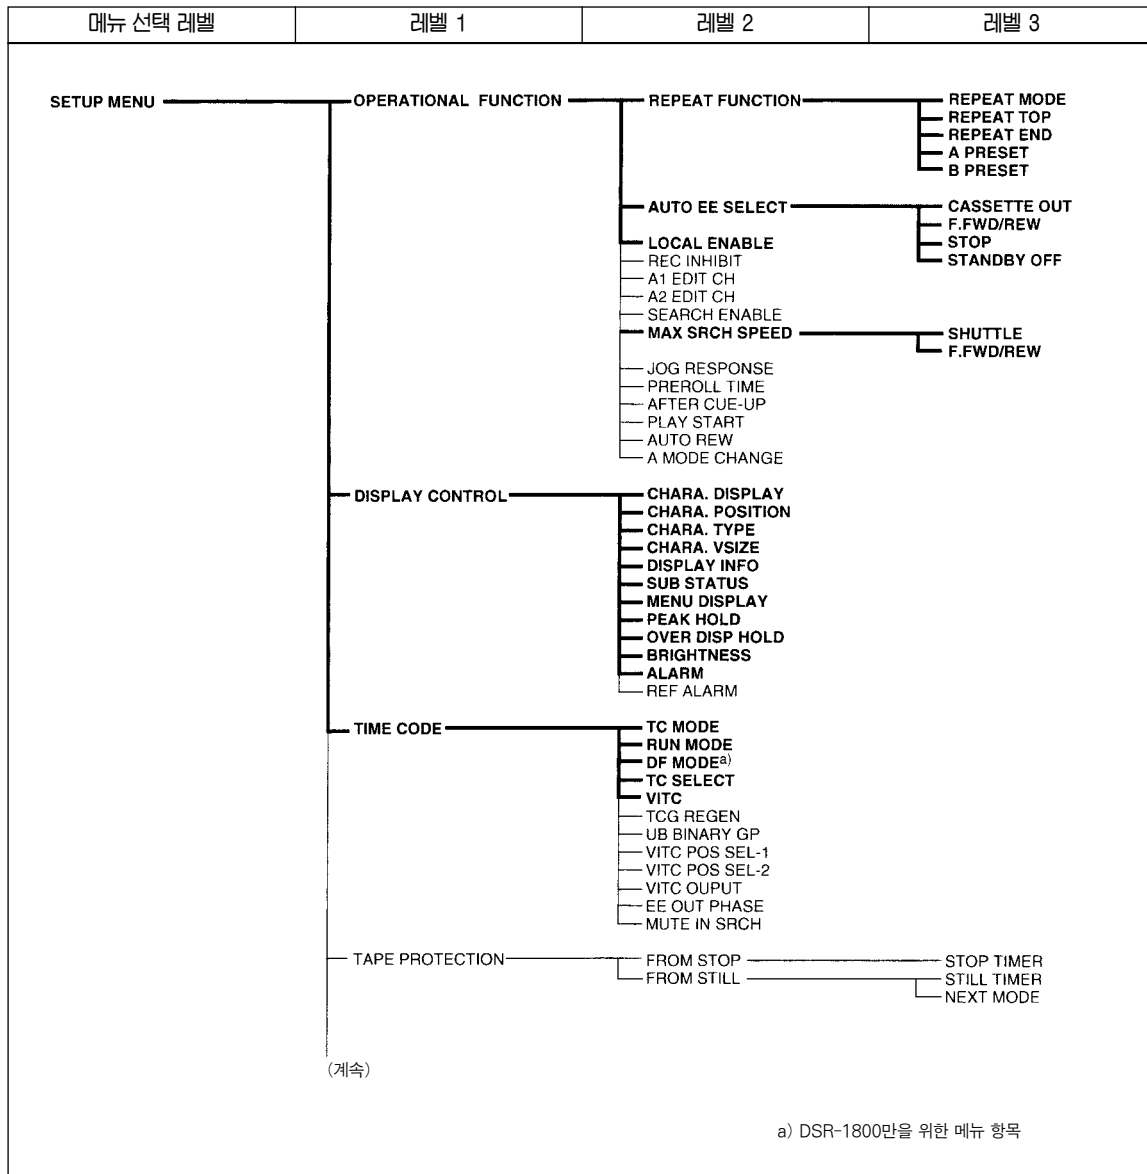 메뉴 선택 레벨 레벨 1 레벨 2 레벨 3
SETUP MENU OPERATIONAL FUNCTION REPEAT FUNCTION REPEAT MODE
REPEAT TOP
REPEAT END
A PRESET
B PRESET
AUTO EE SELECT CASSETTE OUT
F.FWD/REW
LOCAL ENABLE STOP
REC INHIBIT STANDBY OFF
A1 EDIT CH
A2 EDIT CH
SEARCH ENABLE
MAX SRCH SPEED SHUTTLE
F.FWD/REW
JOG RESPONSE
PREROLL TIME
AFTER CUE-UP
PLAY START
AUTO REW
A MODE CHANGE
DISPLAY CONTROL CHARA. DISPLAY
CHARA. POSITION
CHARA. TYPE
CHARA. VSIZE
DISPLAY INFO
SUB STATUS
MENU DISPLAY
PEAK HOLD
OVER DISP HOLD
BRIGHTNESS
ALARM
REF ALARM
TIME CODE TC MODE
RUN MODE
DF MODEa)
TC SELECT
VITC
TCG REGEN
UB BINARY GP
VITC POS SEL-1
VITC POS SEL-2
VITC OUPUT
EE OUT PHASE
MUTE IN SRCH
TAPE PROTECTION FROM STOP STOP TIMER
FROM STILL STILL TIMER
NEXT MODE
(계속)
a) DSR-1800만을 위한 메뉴 항목